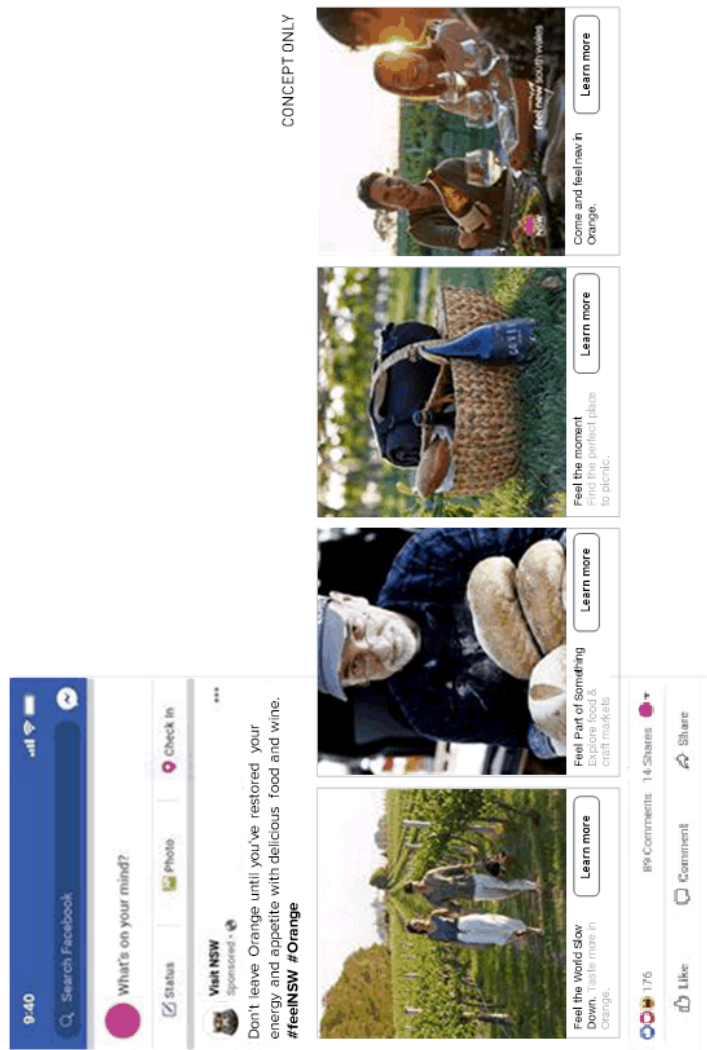 CONCEPT ONLY
9:40
Search Facebook
What's on your mind?
Status
Photo
Check In
Visit NSW
Sponsored
Don't leave Orange until you've restored your
energy and appetite with delicious food and wine.
#feelNSW #Orange
Feel the World Slow
Down. Taste more in
Orange.
Learn more
Feel Part of Something
Explore food &
craft markets
Learn more
Feel the moment
Find the perfect place
to picnic.
Learn more
NSW
feel new south wales
Come and feel new in
Orange.
Learn more
176
89 Comments
14 Shares
Like
Comment
Share